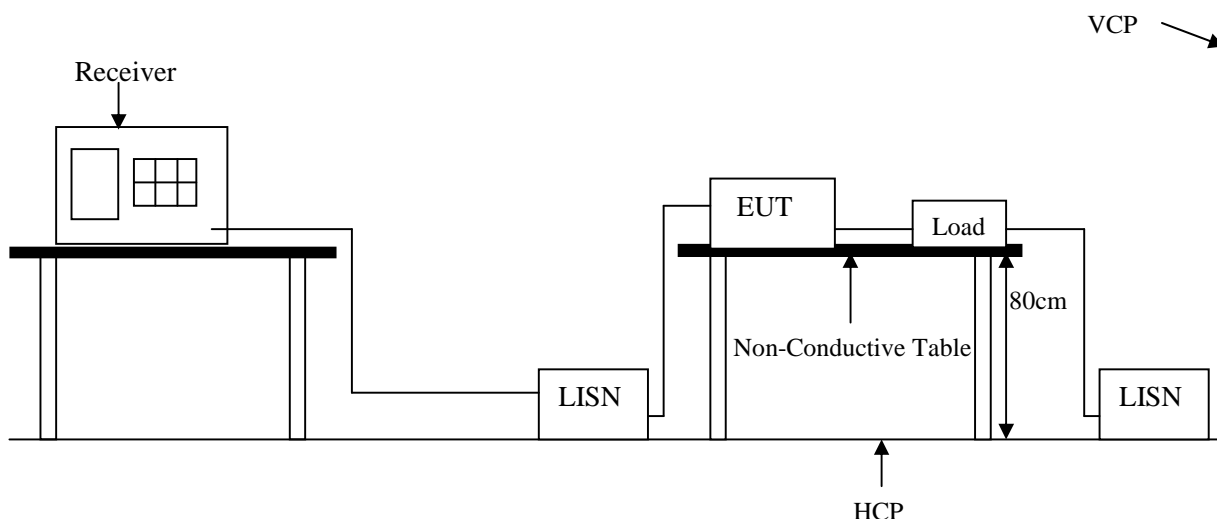 VCP
Receiver
EUT
Load
80cm
Non-Conductive Table
LISN
LISN
HCP